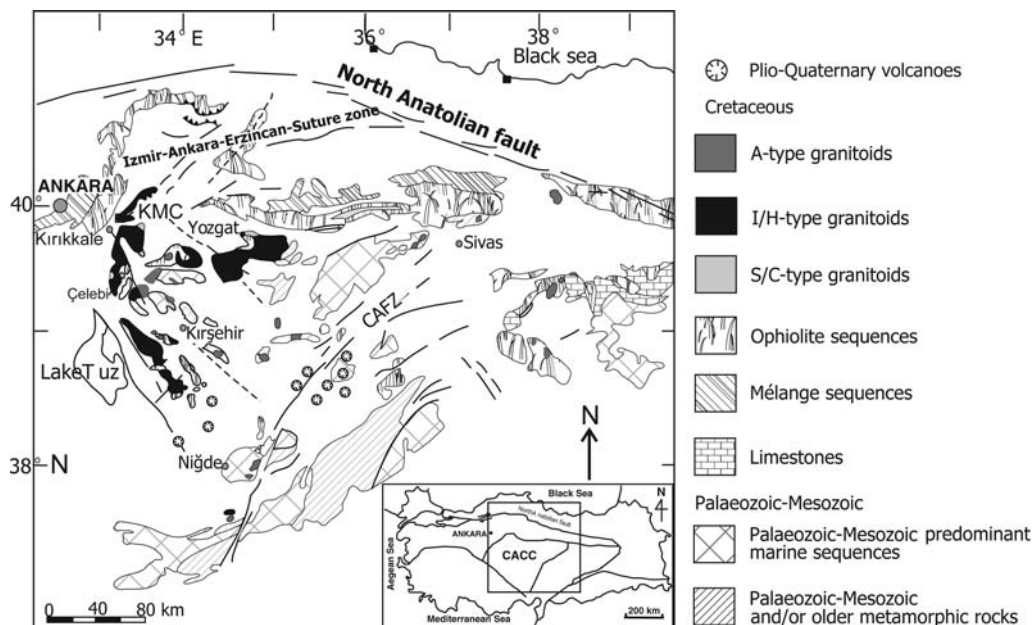 34° E
36°
38°
Black sea
North Anatolian fault
Izmir-Ankara-Erzincan-Suture zone
ANKARA
40°
KMC
Kırıkkale
Yozgat
Sivas
Çelebi
Kırşehir
CAFZ
LakeT uz
N
38° N
Niğde
0 40 80 km
Black Sea
N
North Anatolian fault
ANKARA
CACC
Aegean Sea
Mediterranean Sea
200 km
Plio-Quaternary volcanoes
Cretaceous
A-type granitoids
I/H-type granitoids
S/C-type granitoids
Ophiolite sequences
Mélange sequences
Limestones
Palaeozoic-Mesozoic
Palaeozoic-Mesozoic predominant
marine sequences
Palaeozoic-Mesozoic
and/or older metamorphic rocks